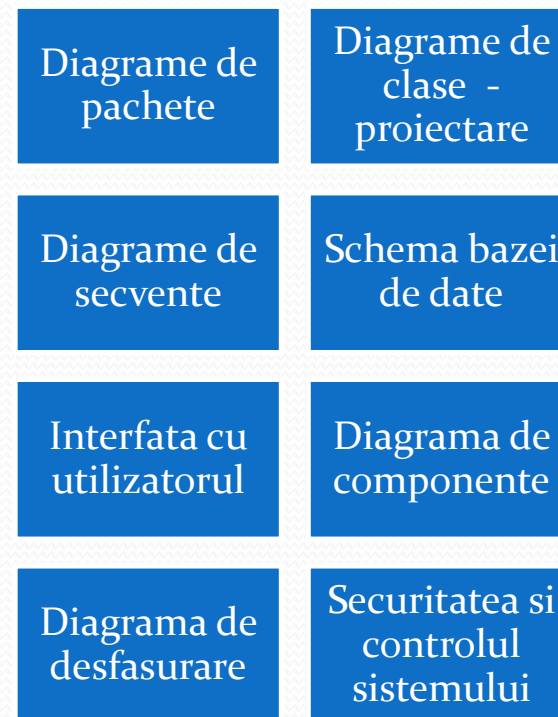 Diagrame de
pachete
Diagrame de
clase -
proiectare
Diagrame de
secvente
Schema bazei
de date
Interfata cu
utilizatorul
Diagrama de
componente
Diagrama de
desfasurare
Securitatea si
controlul
sistemului